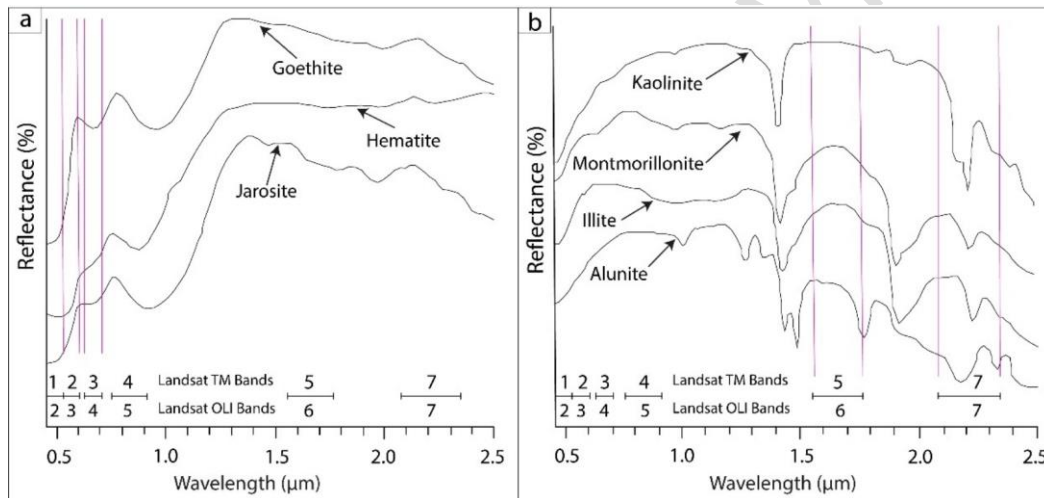 a
Goethite
Hematite
Jarosite
Reflectance (%)
1 2 3 4 Landsat TM Bands 5 7
2 3 4 5 Landsat OLI Bands 6 7
0.5 1.0 1.5 2.0 2.5
Wavelength (μm)
b
Kaolinite
Montmorillonite
Illite
Alunite
Reflectance (%)
1 2 3 4 Landsat TM Bands 5 7
2 3 4 5 Landsat OLI Bands 6 7
0.5 1.0 1.5 2.0 2.5
Wavelength (μm)